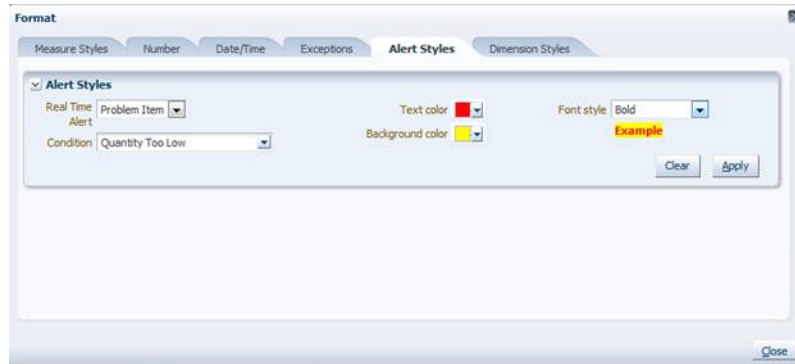 Format
Measure Styles Number Date/Time Exceptions Alert Styles Dimension Styles
Alert Styles
Real Time Alert Problem Item
Text color
Font style Bold
Condition Quantity Too Low
Background color
Example
Clear Apply
Close